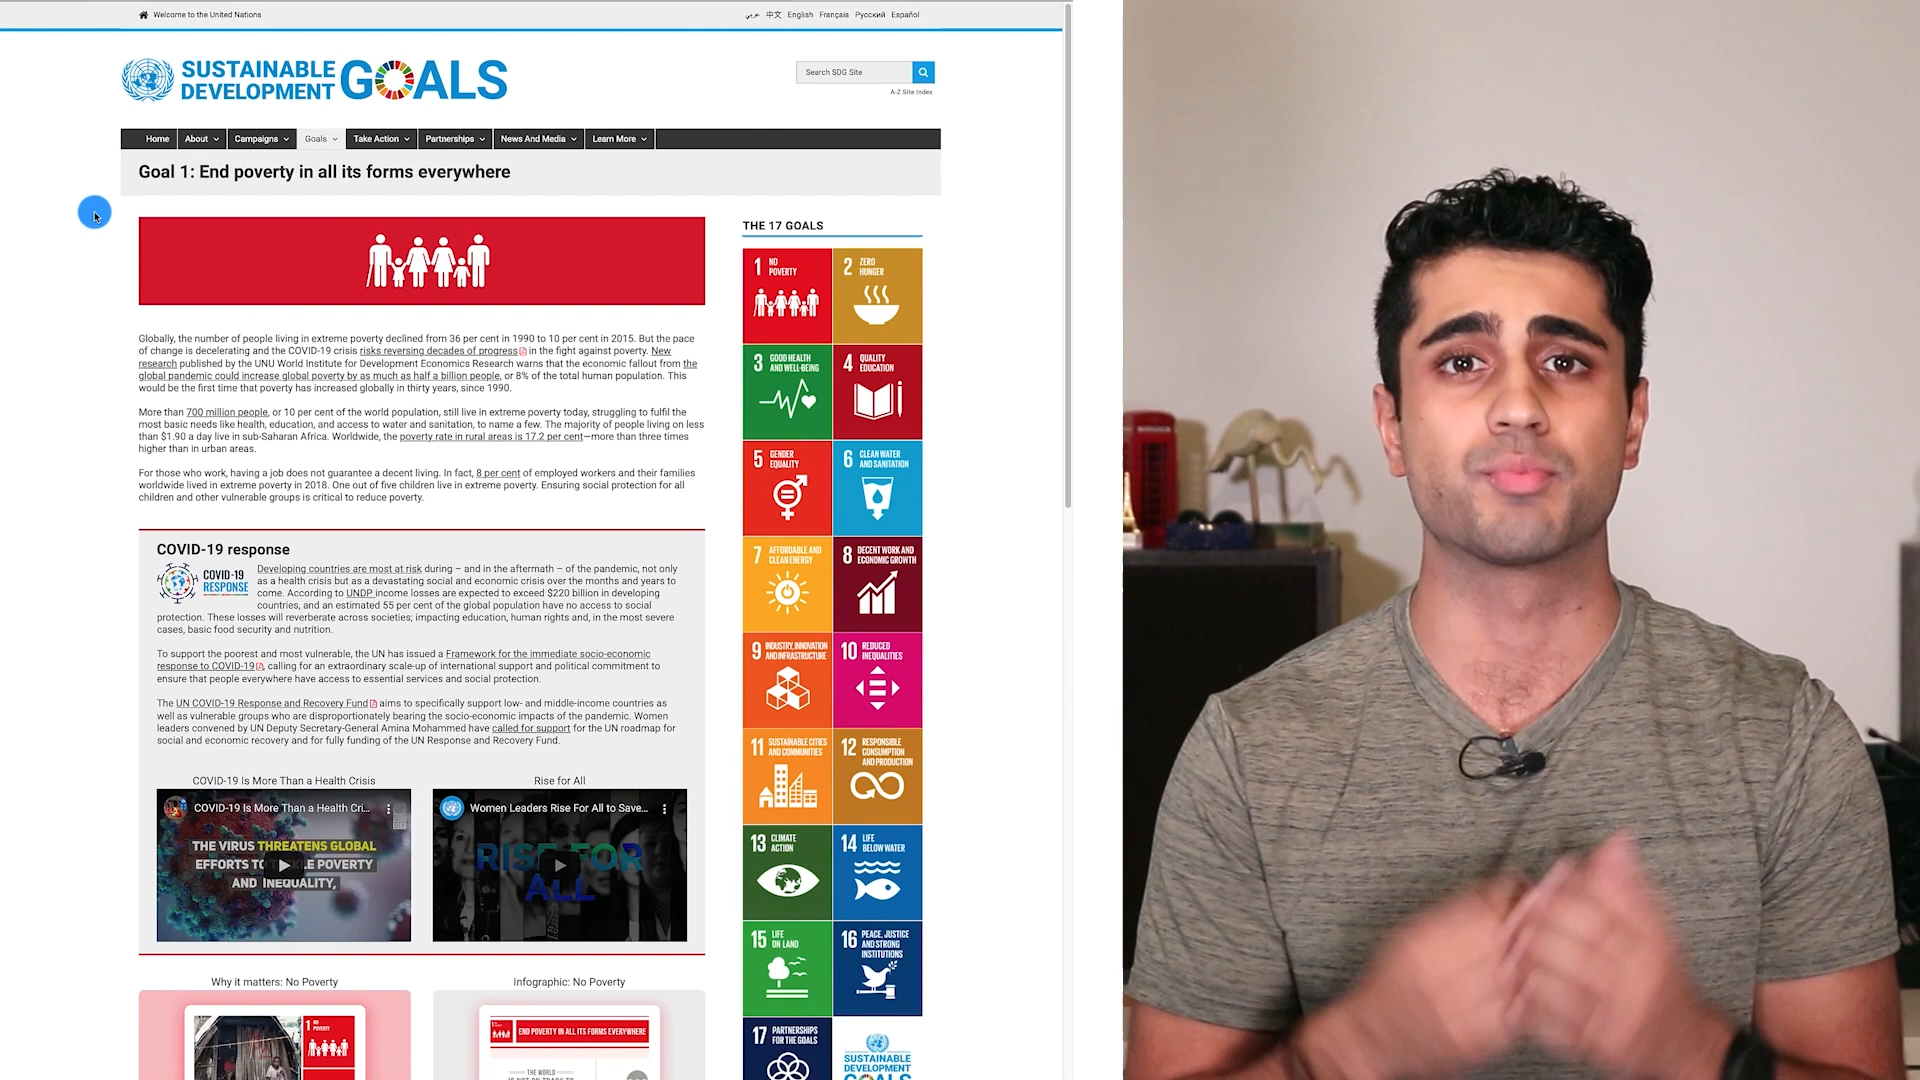 Welcome to the United Nations
عربي 中文 English Français Русский Español
SUSTAINABLE
DEVELOPMENT
GOALS
Search SDG Site
A-Z Site Index
Home About Campaigns Goals Take Action Partnerships News And Media Learn More
Goal 1: End poverty in all its forms everywhere
Globally, the number of people living in extreme poverty declined from 36 per cent in 1990 to 10 per cent in 2015. But the pace
of change is decelerating and the COVID-19 crisis risks reversing decades of progress in the fight against poverty. New
research published by the UNU World Institute for Development Economics Research warns that the economic fallout from the
global pandemic could increase global poverty by as much as half a billion people, or 8% of the total human population. This
would be the first time that poverty has increased globally in thirty years, since 1990.
More than 700 million people, or 10 per cent of the world population, still live in extreme poverty today, struggling to fulfil the
most basic needs like health, education, and access to water and sanitation, to name a few. The majority of people living on less
than $1.90 a day live in sub-Saharan Africa. Worldwide, the poverty rate in rural areas is 17.2 per cent—more than three times
higher than in urban areas.
For those who work, having a job does not guarantee a decent living. In fact, 8 per cent of employed workers and their families
worldwide lived in extreme poverty in 2018. One out of five children live in extreme poverty. Ensuring social protection for all
children and other vulnerable groups is critical to reduce poverty.
COVID-19 response
COVID-19
RESPONSE
Developing countries are most at risk during – and in the aftermath – of the pandemic, not only
as a health crisis but as a devastating social and economic crisis over the months and years to
come. According to UNDP income losses are expected to exceed $220 billion in developing
countries, and an estimated 55 per cent of the global population have no access to social
protection. These losses will reverberate across societies; impacting education, human rights and, in the most severe
cases, basic food security and nutrition.
To support the poorest and most vulnerable, the UN has issued a Framework for the immediate socio-economic
response to COVID-19, calling for an extraordinary scale-up of international support and political commitment to
ensure that people everywhere have access to essential services and social protection.
The UN COVID-19 Response and Recovery Fund aims to specifically support low- and middle-income countries as
well as vulnerable groups who are disproportionately bearing the socio-economic impacts of the pandemic. Women
leaders convened by UN Deputy Secretary-General Amina Mohammed have called for support for the UN roadmap for
social and economic recovery and for fully funding of the UN Response and Recovery Fund.
COVID-19 Is More Than a Health Crisis
COVID-19 Is More Than a Health Cri...
THE VIRUS THREATENS GLOBAL
EFFORTS TO POVERTY
AND INEQUALITY,
Rise for All
Women Leaders Rise For All to Save...
RISE FOR
ALL
Why it matters: No Poverty
1 NO
POVERTY
Infographic: No Poverty
END POVERTY IN ALL ITS FORMS EVERYWHERE
THE WORLD
THE 17 GOALS
1 NO
POVERTY
2 ZERO
HUNGER
3 GOOD HEALTH
AND WELL-BEING
4 QUALITY
EDUCATION
5 GENDER
EQUALITY
6 CLEAN WATER
AND SANITATION
7 AFFORDABLE AND
CLEAN ENERGY
8 DECENT WORK AND
ECONOMIC GROWTH
9 INDUSTRY, INNOVATION
AND INFRASTRUCTURE
10 REDUCED
INEQUALITIES
11 SUSTAINABLE CITIES
AND COMMUNITIES
12 RESPONSIBLE
CONSUMPTION
AND PRODUCTION
13 CLIMATE
ACTION
14 LIFE
BELOW WATER
15 LIFE
ON LAND
16 PEACE, JUSTICE
AND STRONG
INSTITUTIONS
17 PARTNERSHIPS
FOR THE GOALS
SUSTAINABLE
DEVELOPMENT
GOALS